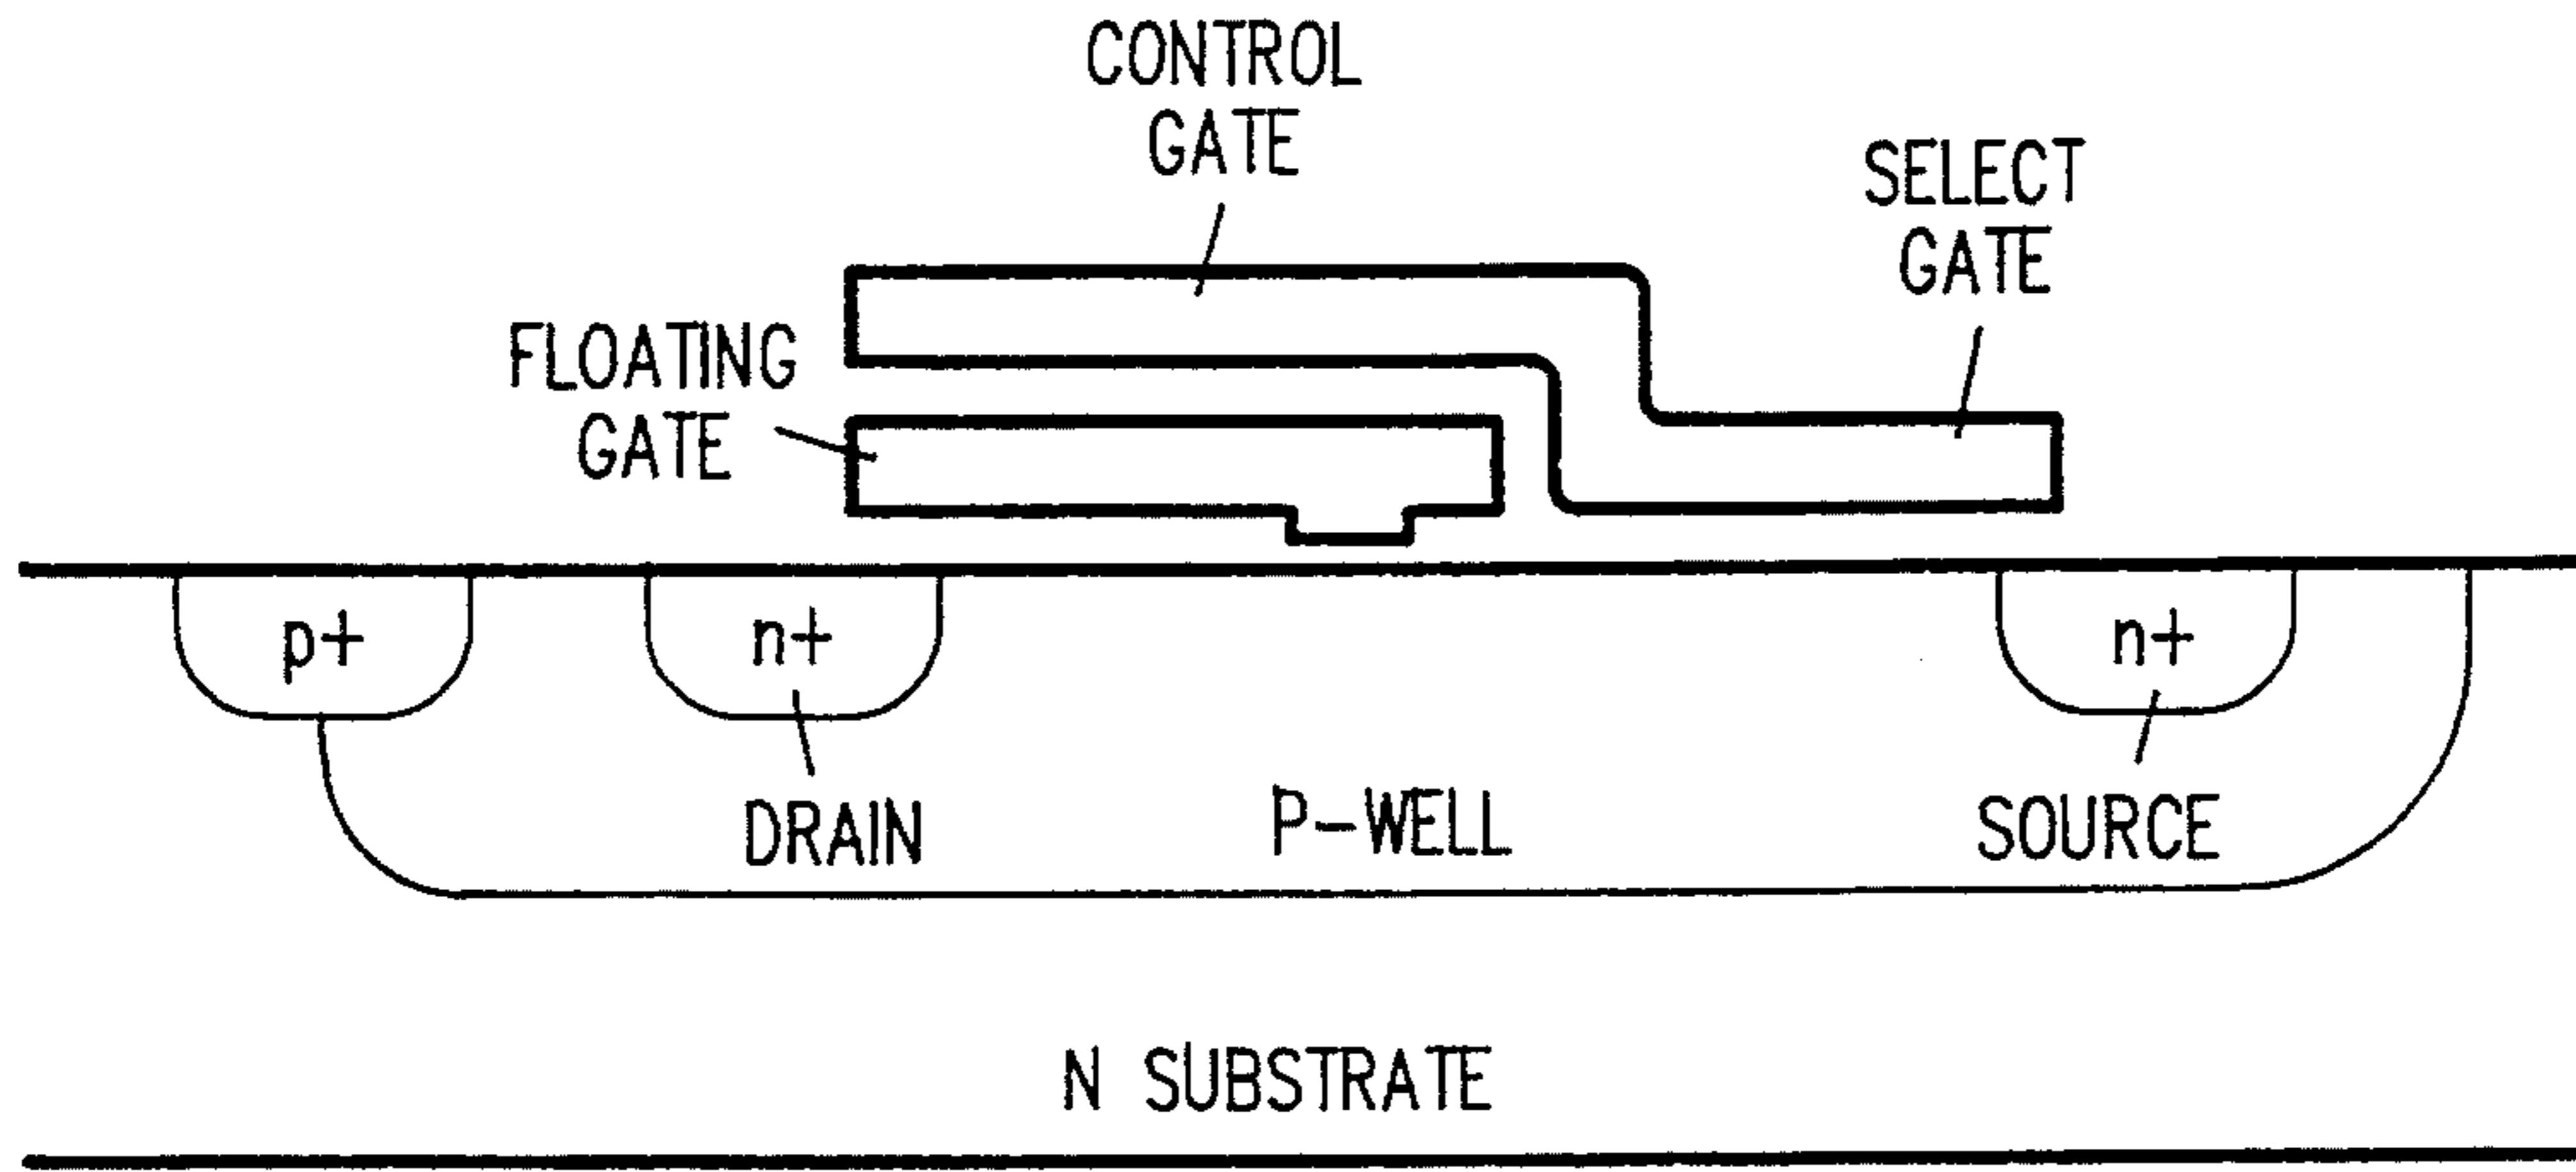 CONTROL
GATE
SELECT
GATE
FLOATING
GATE
p+
n+
n+
DRAIN
P-WELL
SOURCE
N SUBSTRATE